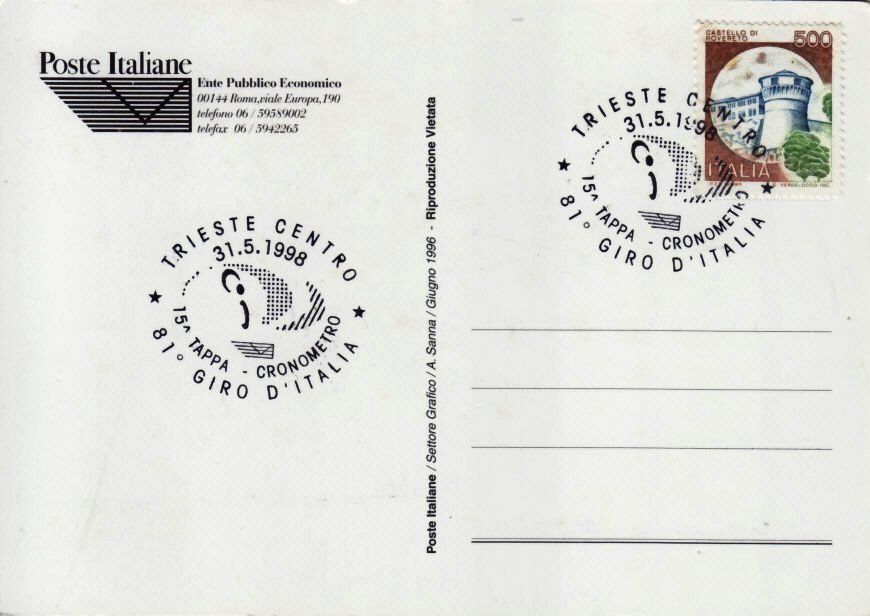 Poste Italiane
Ente Pubblico Economico
00144 Roma, viale Europa, 190
telefono 06 / 59589002
telefax 06 / 5942265
TRIESTE CENTRO
31.5.1998
15^ TAPPA - CRONOMETRO
81° GIRO D'ITALIA
Poste Italiane / Settore Grafico / A. Sanna / Giugno 1996 - Riproduzione Vietata
CASTELLO DI
ROVERETO
500
ITALIA
TRIESTE CENTRO
31.5.1998
15^ TAPPA - CRONOMETRO
81° GIRO D'ITALIA